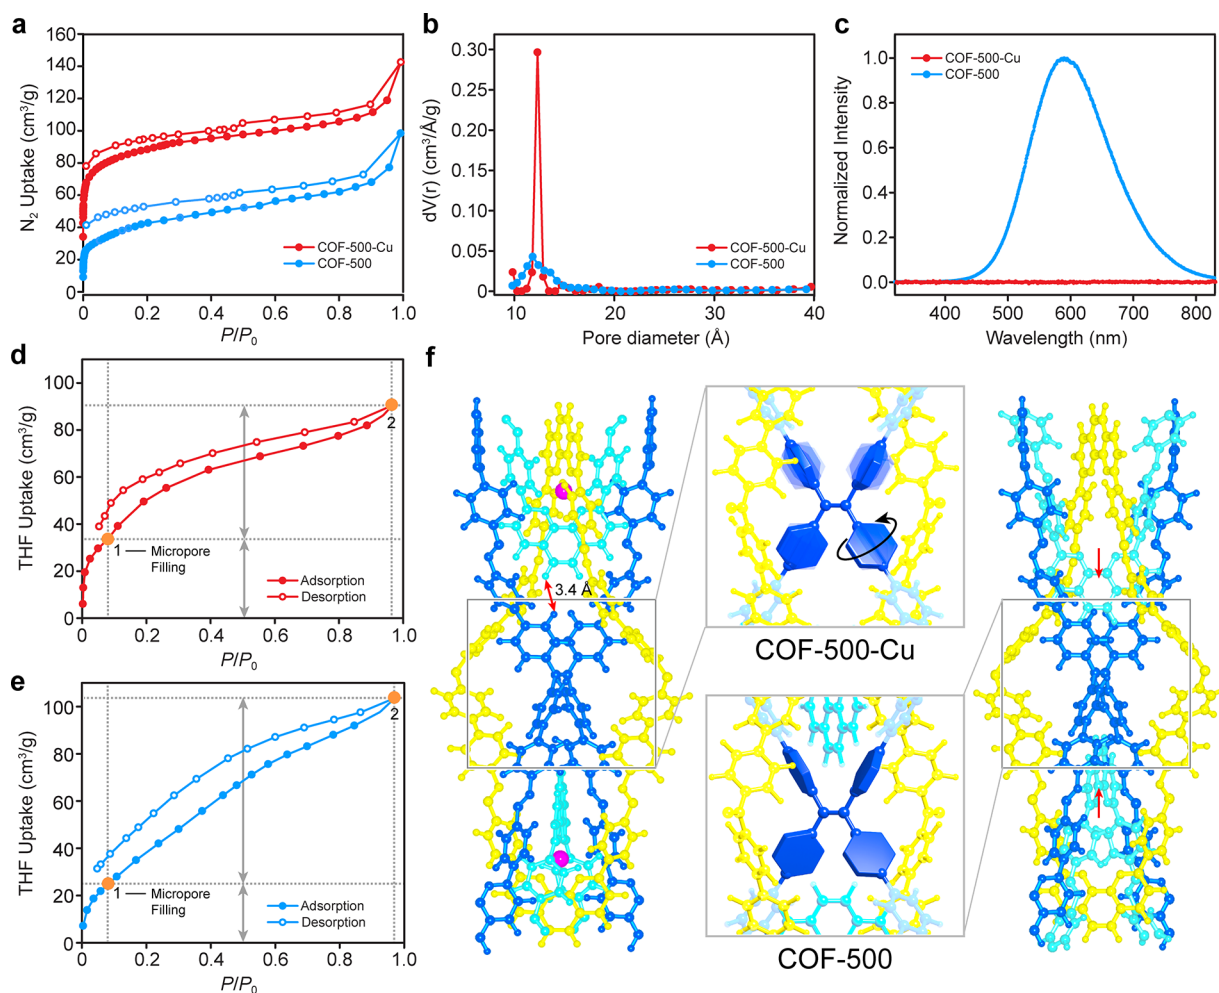 a
160
140
120
100
80
60
40
20
0
N₂ Uptake (cm³/g)
COF-500-Cu
COF-500
0 0.2 0.4 0.6 0.8 1.0
P/P₀
b
0.30
0.25
0.20
0.15
0.10
0.05
0
dV(r) (cm³/Å/g)
COF-500-Cu
COF-500
10 20 30 40
Pore diameter (Å)
c
COF-500-Cu
COF-500
1.0
0.8
0.6
0.4
0.2
0.0
Normalized Intensity
400 500 600 700 800
Wavelength (nm)
d
100
80
60
40
20
0
THF Uptake (cm³/g)
2
1 Micropore
Filling
Adsorption
Desorption
0 0.2 0.4 0.6 0.8 1.0
P/P₀
e
100
80
60
40
20
0
THF Uptake (cm³/g)
2
1 Micropore
Filling
Adsorption
Desorption
0 0.2 0.4 0.6 0.8 1.0
P/P₀
f
3.4 Å
COF-500-Cu
COF-500